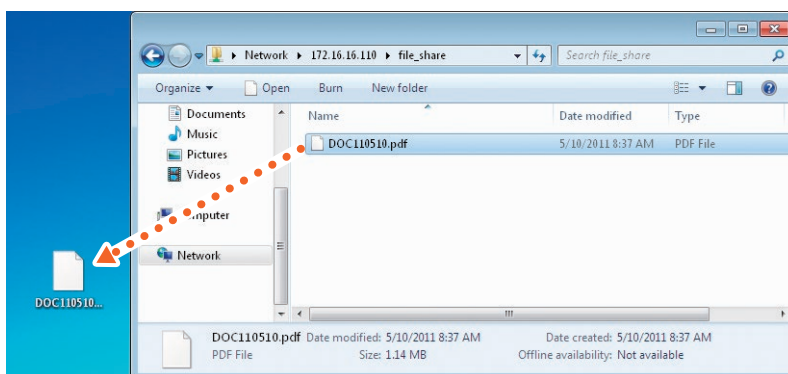 Network ▸ 172.16.16.110 ▸ file_share
Search file_share
Organize
Open
Burn
New folder
Documents
Music
Pictures
Videos
Network
Name
Date modified
Type
DOC110510.pdf
5/10/2011 8:37 AM
PDF File
DOC110510...
DOC110510.pdf Date modified: 5/10/2011 8:37 AM Date created: 5/10/2011 8:37 AM
PDF File Size: 1.14 MB Offline availability: Not available